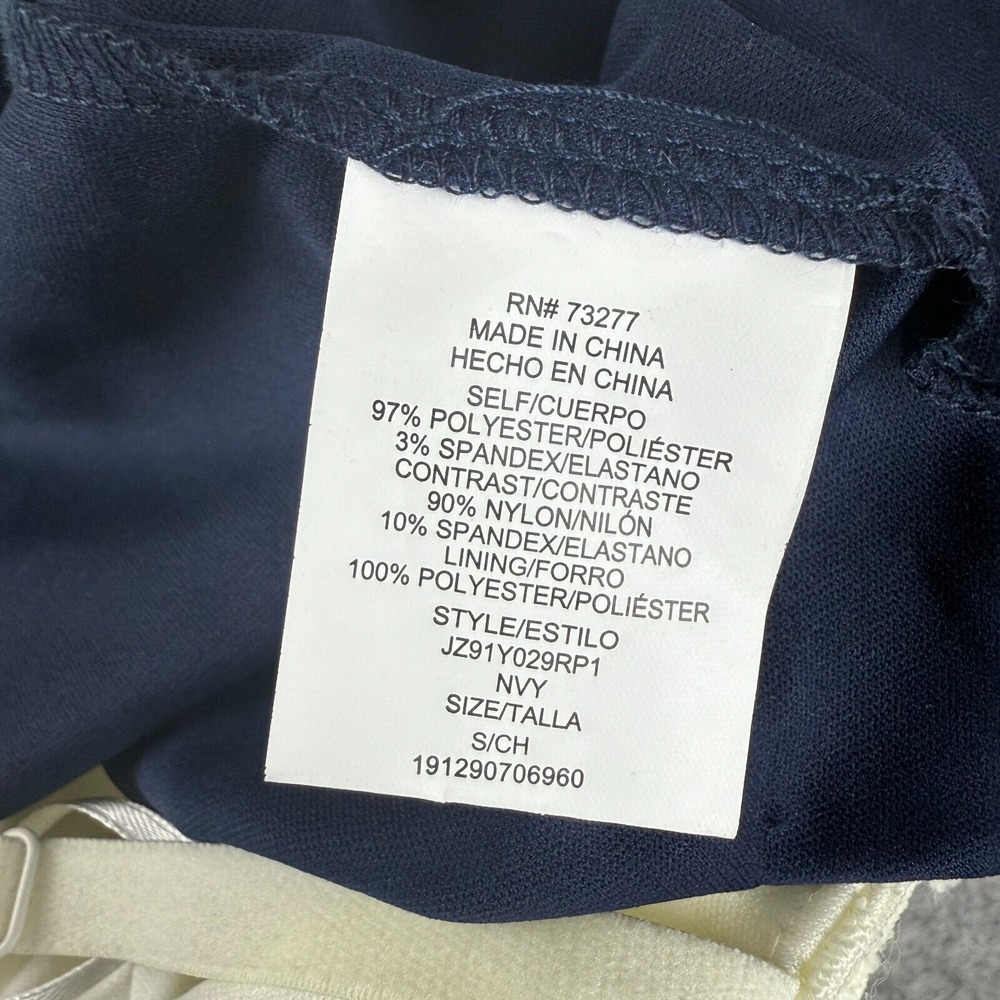 RN# 73277
MADE IN CHINA
HECHO EN CHINA
SELF/CUERPO
97% POLYESTER/POLIÉSTER
3% SPANDEX/ELASTANO
CONTRAST/CONTRASTE
90% NYLON/NILÓN
10% SPANDEX/ELASTANO
LINING/FORRO
100% POLYESTER/POLIÉSTER
STYLE/ESTILO
JZ91Y029RP1
NVY
SIZE/TALLA
S/CH
191290706960